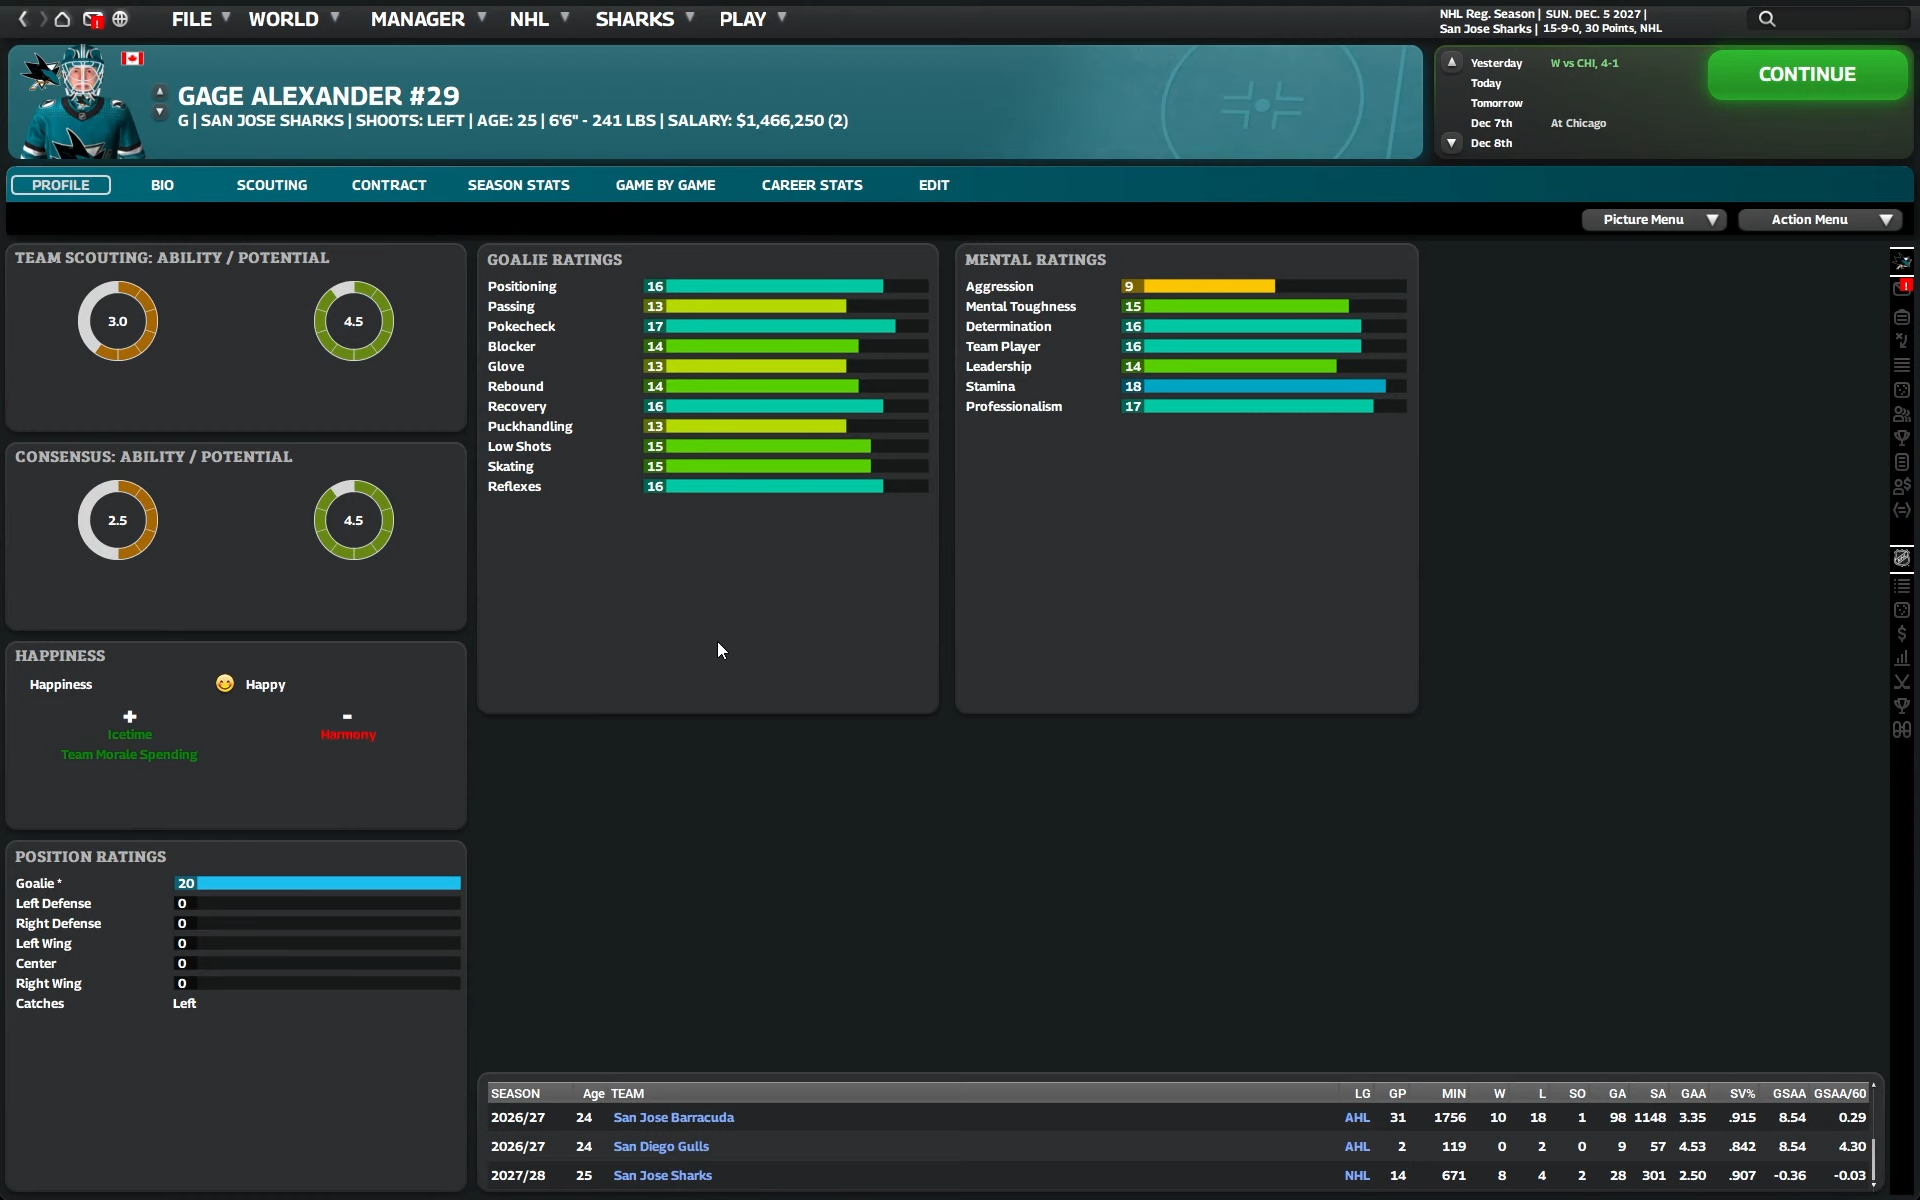 FILE WORLD MANAGER NHL SHARKS PLAY
NHL Reg. Season | SUN. DEC. 5 2027 |
San Jose Sharks | 15-9-0, 30 Points, NHL
GAGE ALEXANDER #29
G | SAN JOSE SHARKS | SHOOTS: LEFT | AGE: 25 | 6'6" - 241 LBS | SALARY: $1,466,250 (2)
Yesterday W vs CHI, 4-1
Today
Tomorrow
Dec 7th At Chicago
Dec 8th
CONTINUE
PROFILE BIO SCOUTING CONTRACT SEASON STATS GAME BY GAME CAREER STATS EDIT
Picture Menu Action Menu
TEAM SCOUTING: ABILITY / POTENTIAL
3.0 4.5
CONSENSUS: ABILITY / POTENTIAL
2.5 4.5
HAPPINESS
Happiness Happy
+ -
Icetime Harmony
Team Morale Spending
POSITION RATINGS
Goalie * 20
Left Defense 0
Right Defense 0
Left Wing 0
Center 0
Right Wing 0
Catches Left
GOALIE RATINGS
Positioning 16
Passing 13
Pokecheck 17
Blocker 14
Glove 13
Rebound 14
Recovery 16
Puckhandling 13
Low Shots 15
Skating 15
Reflexes 16
MENTAL RATINGS
Aggression 9
Mental Toughness 15
Determination 16
Team Player 16
Leadership 14
Stamina 18
Professionalism 17
SEASON Age TEAM LG GP MIN W L SO GA SA GAA SV% GSAA GSAA/60
2026/27 24 San Jose Barracuda AHL 31 1756 10 18 1 98 1148 3.35 .915 8.54 0.29
2026/27 24 San Diego Gulls AHL 2 119 0 2 0 9 57 4.53 .842 8.54 4.30
2027/28 25 San Jose Sharks NHL 14 671 8 4 2 28 301 2.50 .907 -0.36 -0.03